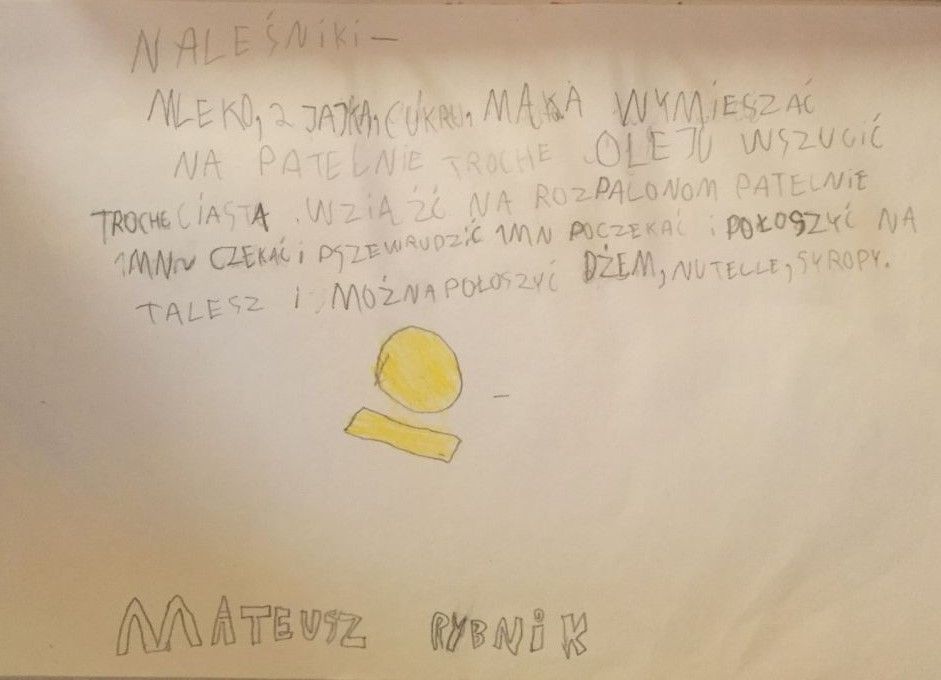 NALEŚNIKI –
MLEKO, 2 JAJKA, CUKRU, MĄKA WYMIESZAĆ
NA PATELNIE TROCHE OLEJU WSZUCIĆ
TROCHE CIASTA. WZIĄŹĆ NA ROZPALONOM PATELNIE
1MN CZEKAĆ i PSZEWRUDZIĆ 1MN POCZEKAĆ i POŁOSZYĆ NA
TALESZ I MOŻNA POŁOSZYĆ DŻEM, NUTELLE, SYROPY.
MATEUSZ RYBNIK